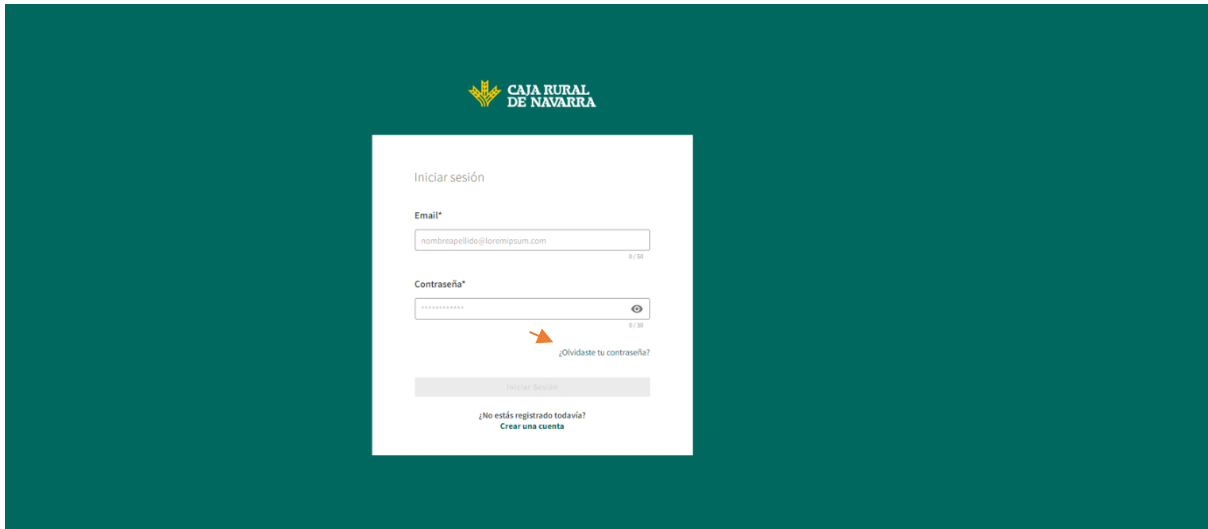 CAJA RURAL
DE NAVARRA
Iniciar sesión
Email*
nombreapellido@loremipsum.com
0 / 50
Contraseña*
************
0 / 30
¿Olvidaste tu contraseña?
Iniciar Sesión
¿No estás registrado todavía?
Crear una cuenta